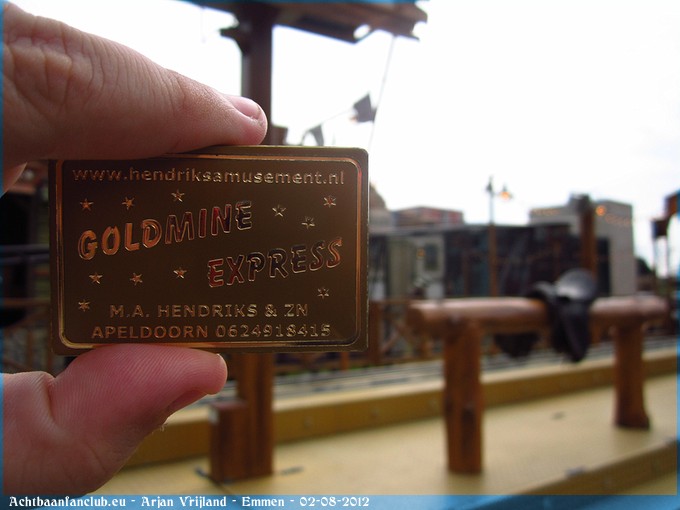 www.hendriksamusement.nl
GOLDMINE
EXPRESS
M.A. HENDRIKS & ZN
APELDOORN 0624918415
Achtbaanfanclub.eu - Arjan Vrijland - Emmen - 02-08-2012